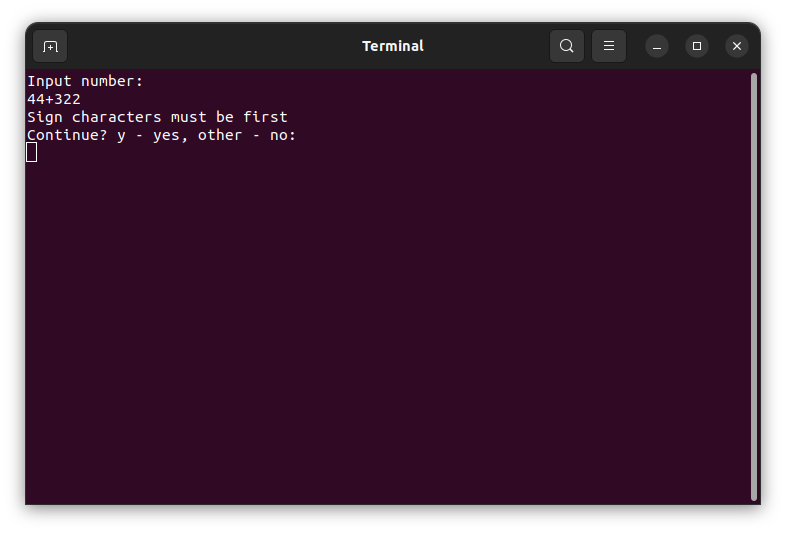 Terminal
Input number:
44+322
Sign characters must be first
Continue? y - yes, other - no: